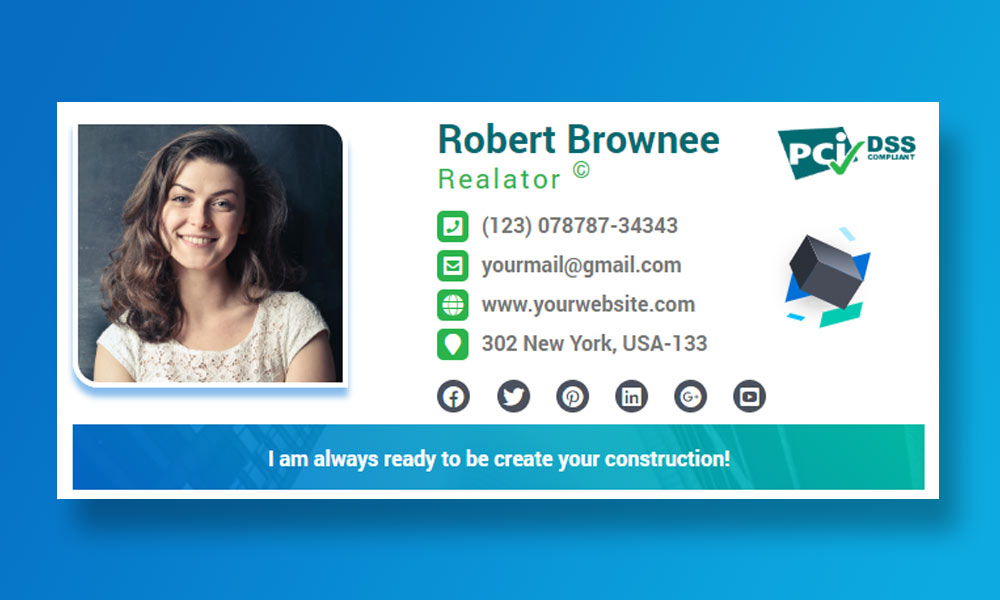 Robert Brownee
Realator ©
PCi DSS
COMPLIANT
(123) 078787-34343
yourmail@gmail.com
www.yourwebsite.com
302 New York, USA-133
in
G+
I am always ready to be create your construction!